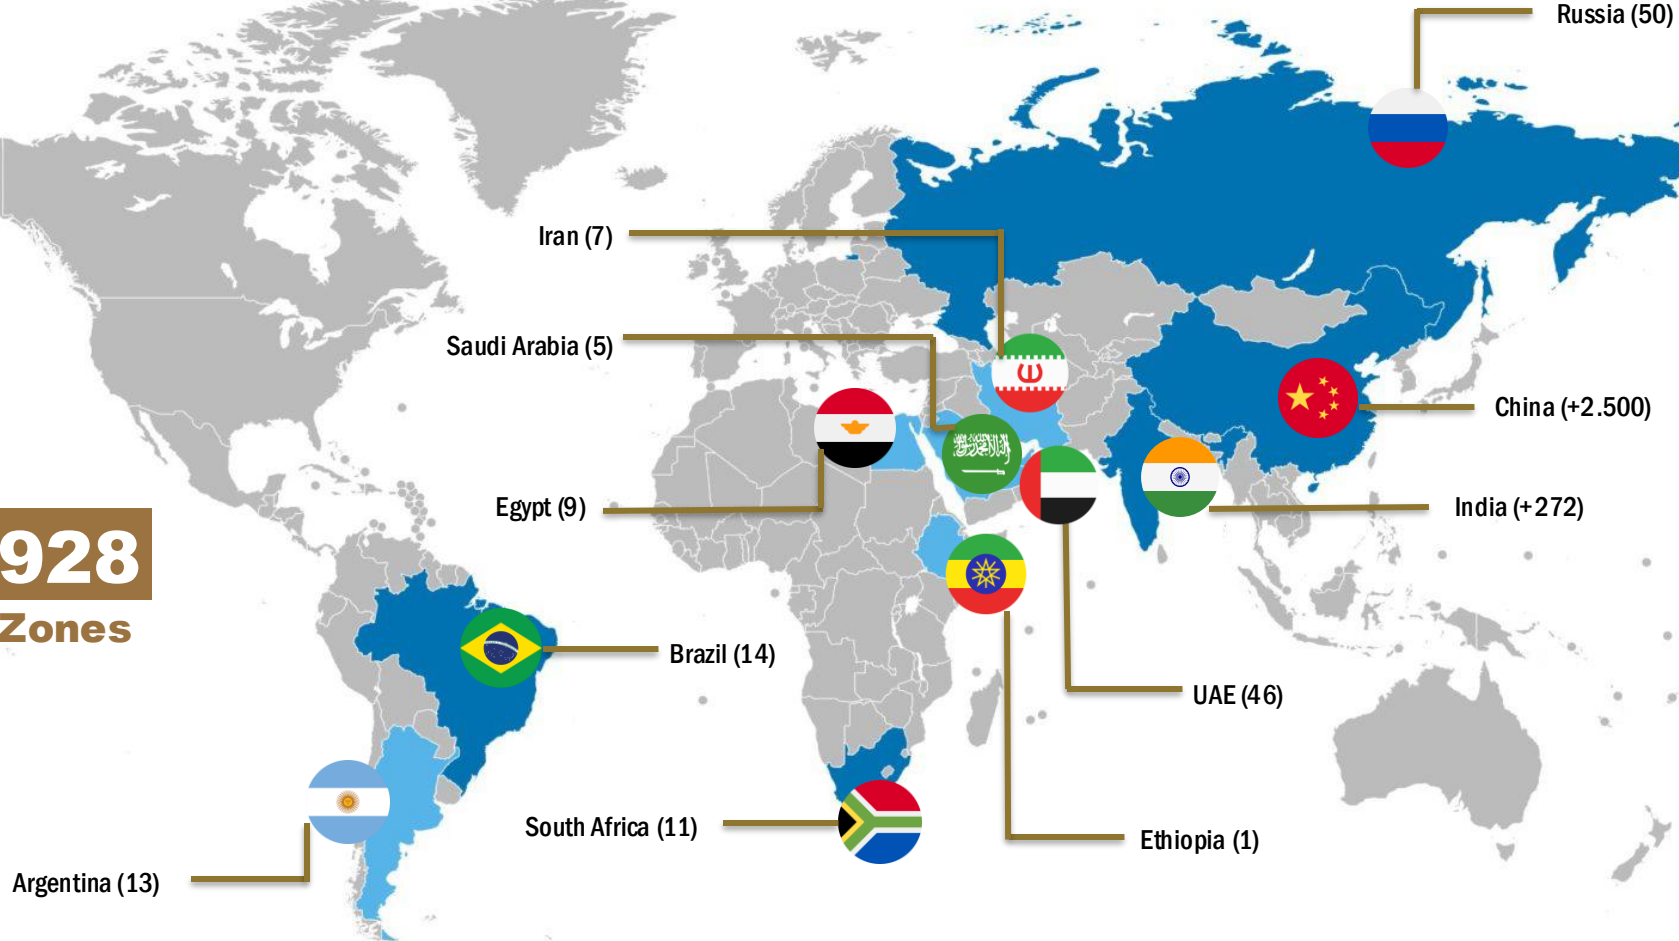 Russia (50)
Iran (7)
Saudi Arabia (5)
China (+2.500)
Egypt (9)
India (+272)
928
Zones
Brazil (14)
UAE (46)
South Africa (11)
Ethiopia (1)
Argentina (13)